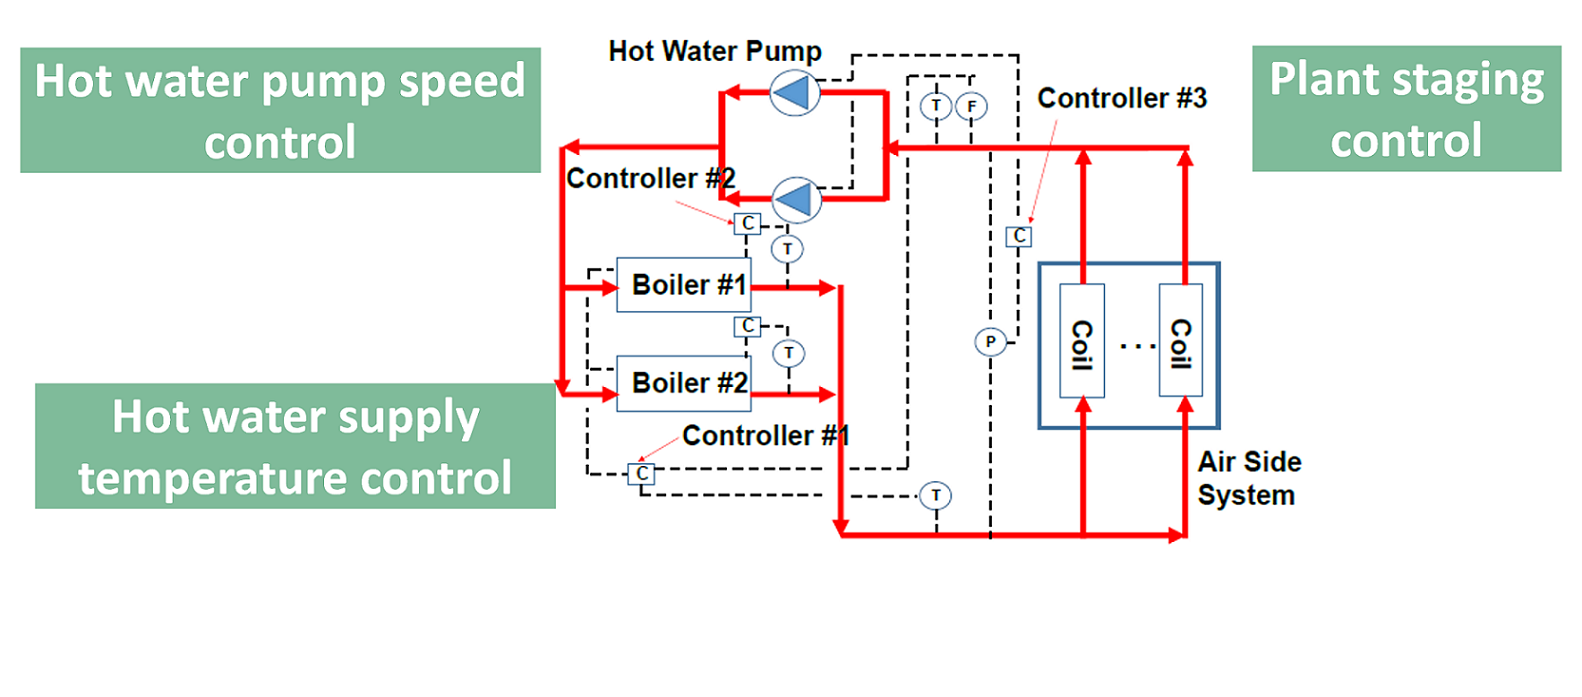 Hot water pump speed
control
Hot Water Pump
Plant staging
control
T
F
Controller #3
Controller #2
C
T
C
Boiler #1
C
T
P
Coil
...
Coil
Boiler #2
Hot water supply
temperature control
Controller #1
C
T
Air Side
System